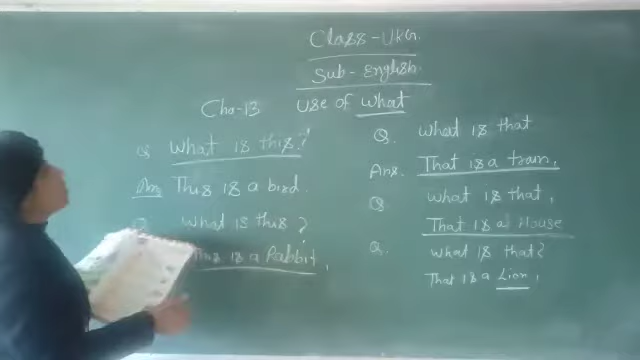 Class-UKG.
Sub-English.
Cha-13 Use of what
Q What is this?
Ans This is a bird.
Q What is this?
This is a Rabbit,
Q. What is that
Ans. That is a train,
Q What is that,
That is a House
Q. What is that?
That is a Lion,